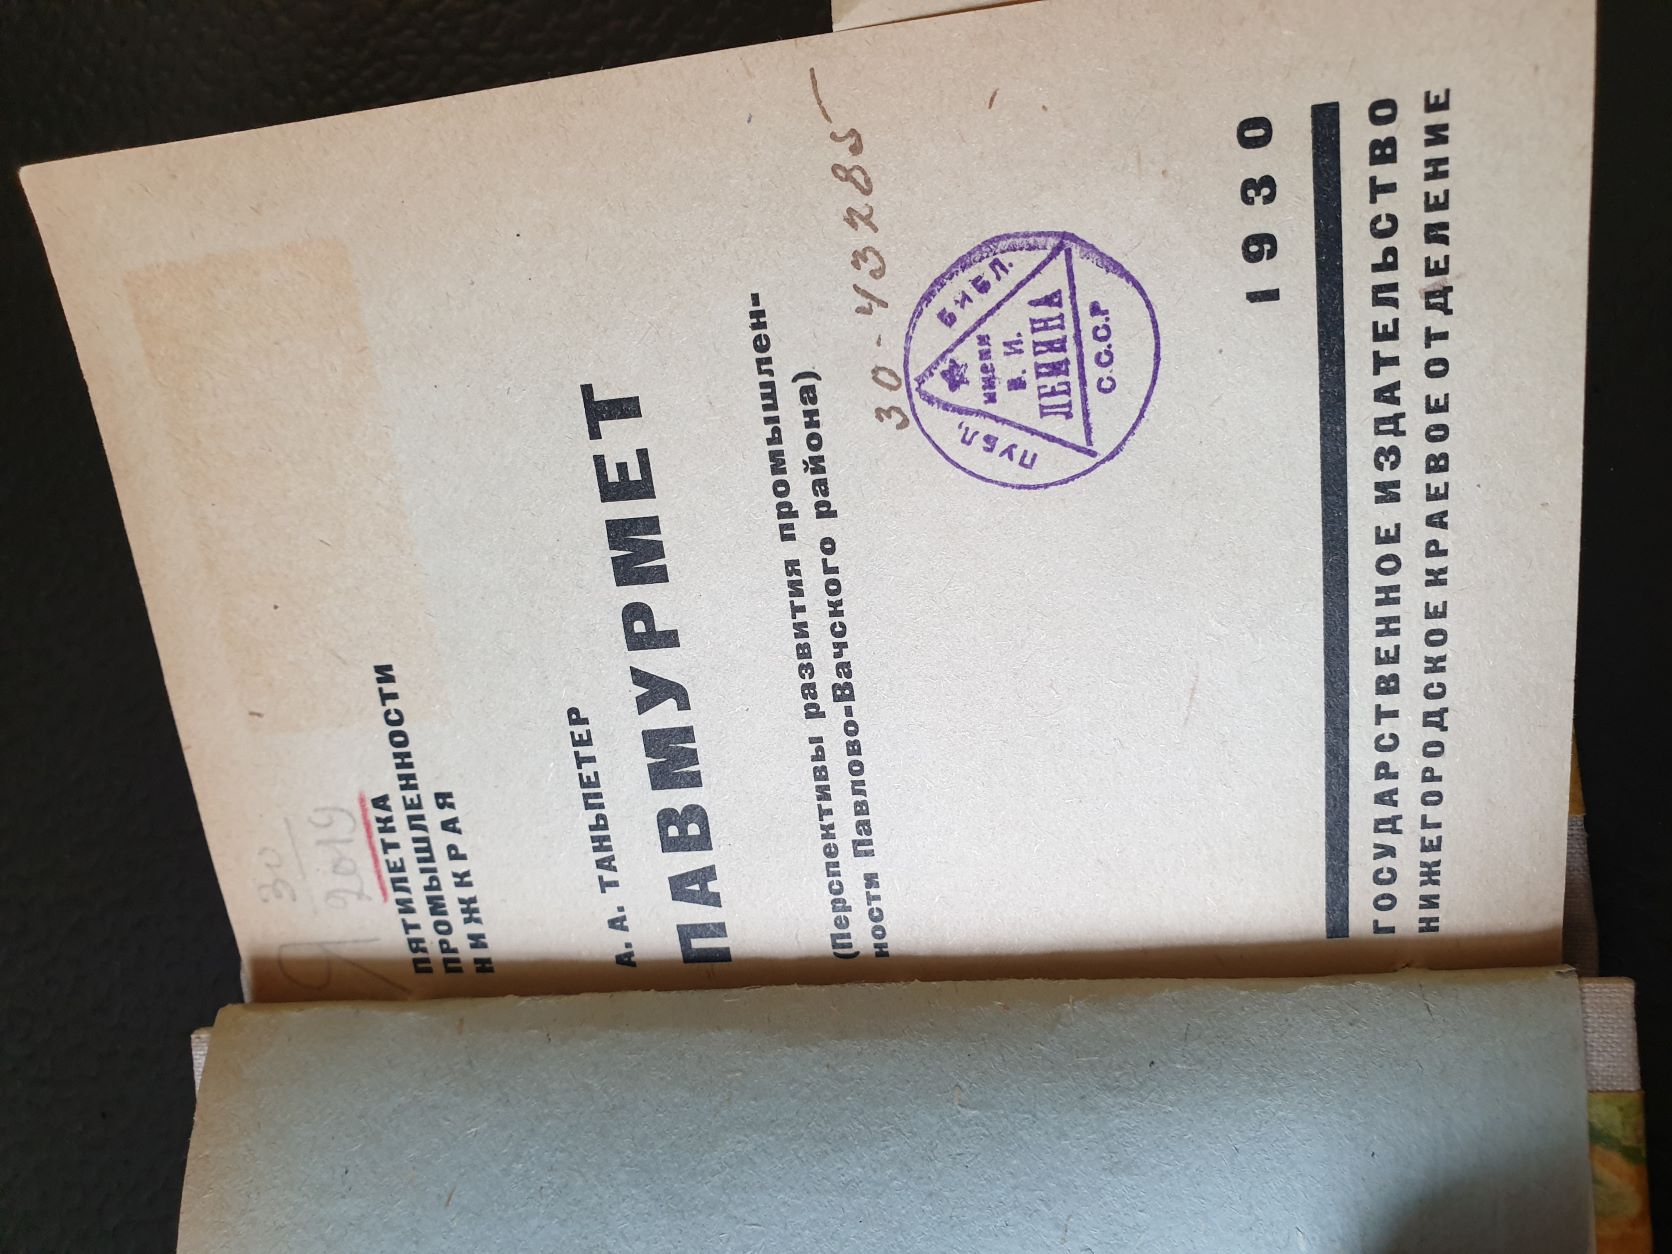 Я 30
2019
ПЯТИЛЕТКА
ПРОМЫШЛЕННОСТИ
НИЖКРАЯ
А. А. ТАНЬПЕТЕР
ПАВМУРМЕТ
(Перспективы развития промышлен-
ности Павлово-Вачского района)
30-43285
ПУБЛ. БИБЛ.
имени
В. И.
ЛЕНИНА
С.С.С.Р
1930
ГОСУДАРСТВЕННОЕ ИЗДАТЕЛЬСТВО
НИЖЕГОРОДСКОЕ КРАЕВОЕ ОТДЕЛЕНИЕ